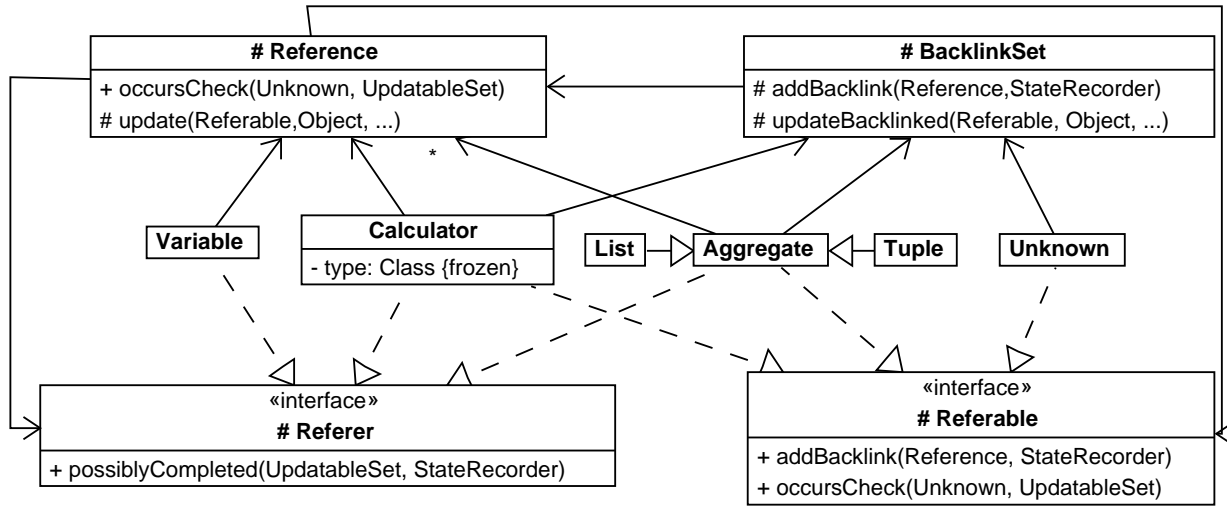 # Reference
+ occursCheck(Unknown, UpdatableSet)
# update(Referable,Object, ...)
# BacklinkSet
# addBacklink(Reference,StateRecorder)
# updateBacklinked(Referable, Object, ...)
*
Variable
Calculator
- type: Class {frozen}
List
Aggregate
Tuple
Unknown
«interface»
# Referer
+ possiblyCompleted(UpdatableSet, StateRecorder)
«interface»
# Referable
+ addBacklink(Reference, StateRecorder)
+ occursCheck(Unknown, UpdatableSet)